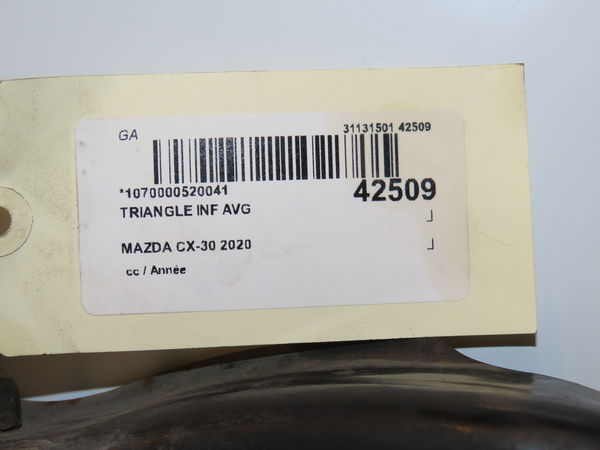 GA 31131501 42509
*1070000520041 42509
TRIANGLE INF AVG
MAZDA CX-30 2020
cc / Année